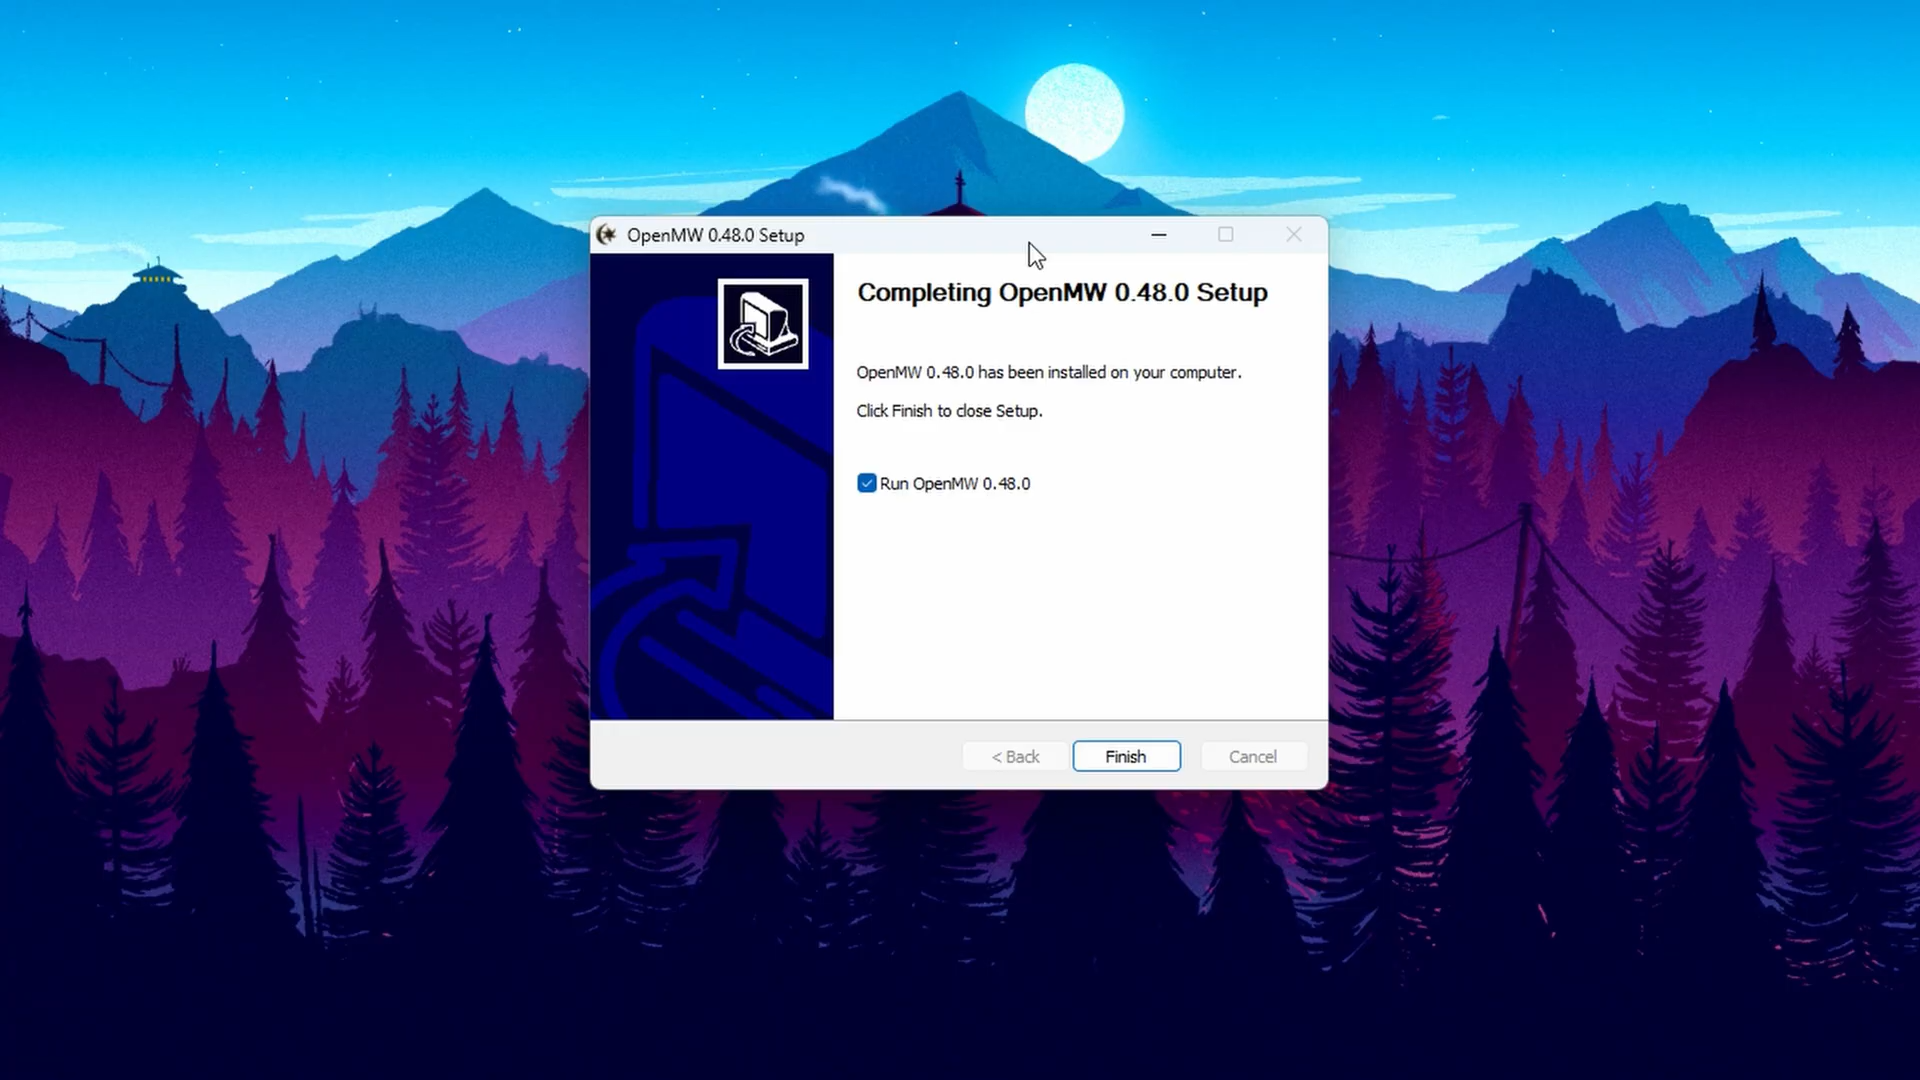 OpenMW 0.48.0 Setup
Completing OpenMW 0.48.0 Setup
OpenMW 0.48.0 has been installed on your computer.
Click Finish to close Setup.
Run OpenMW 0.48.0
< Back
Finish
Cancel